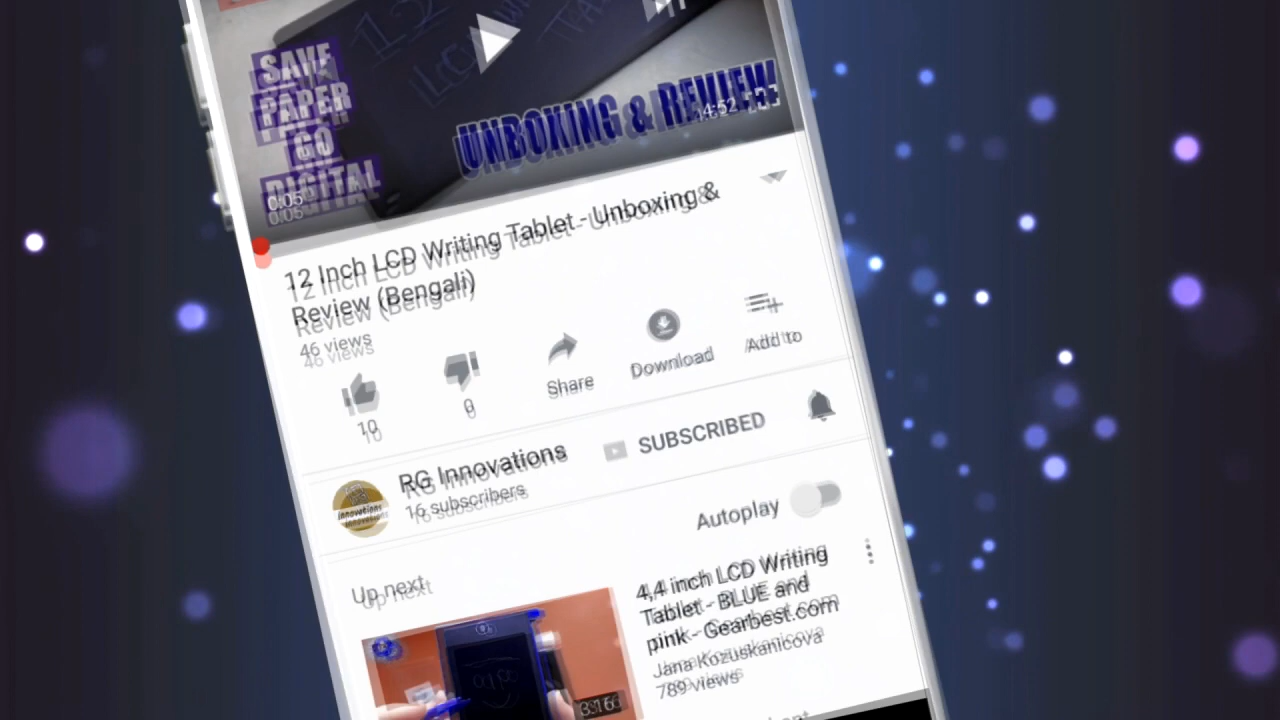 SAVE
PAPER
GO
DIGITAL
UNBOXING & REVIEW
0:05
14:52
12 Inch LCD Writing Tablet - Unboxing &
Review (Bengali)
46 views
10
0
Share
Download
Add to
RG Innovations
16 subscribers
SUBSCRIBED
Autoplay
Up next
4,4 inch LCD Writing
Tablet - BLUE and
pink - Gearbest.com
Jana Kozuskanicova
789 views
3:16